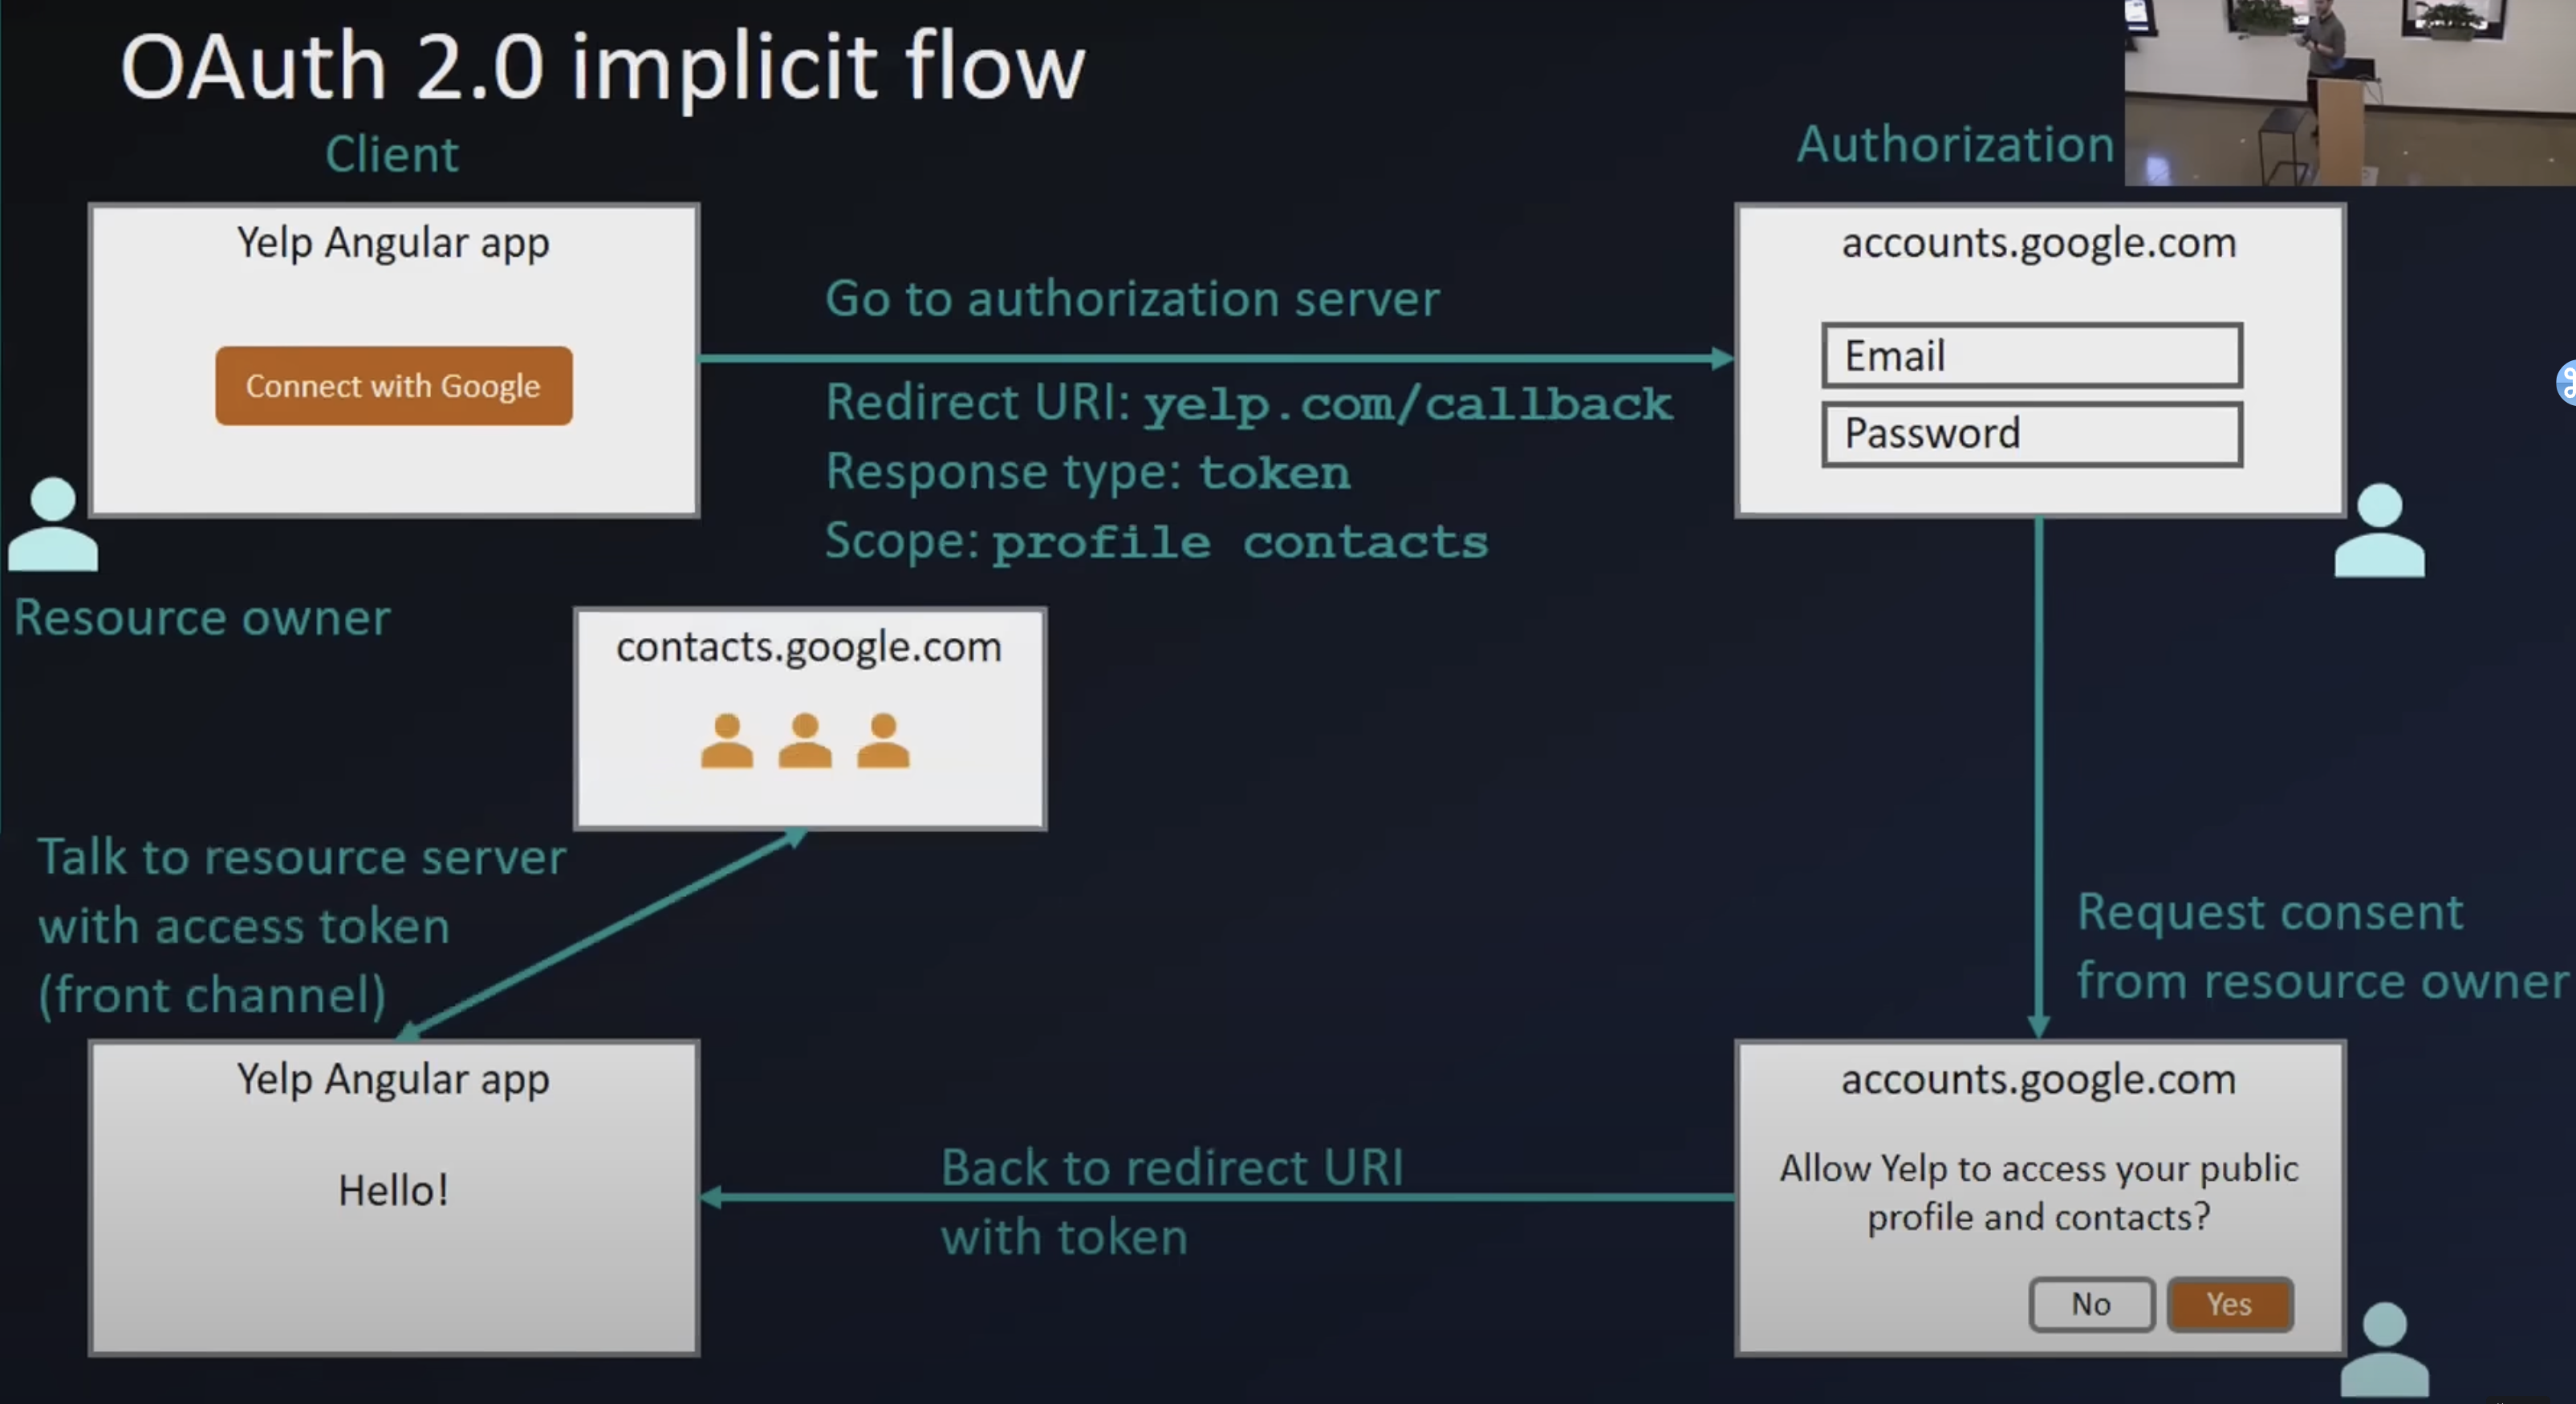 OAuth 2.0 implicit flow
Client
Authorization
Yelp Angular app
Connect with Google
Go to authorization server
Redirect URI: yelp.com/callback
Response type: token
Scope: profile contacts
accounts.google.com
Email
Password
Resource owner
contacts.google.com
Talk to resource server
with access token
(front channel)
Request consent
from resource owner
Yelp Angular app
Hello!
Back to redirect URI
with token
accounts.google.com
Allow Yelp to access your public
profile and contacts?
No
Yes